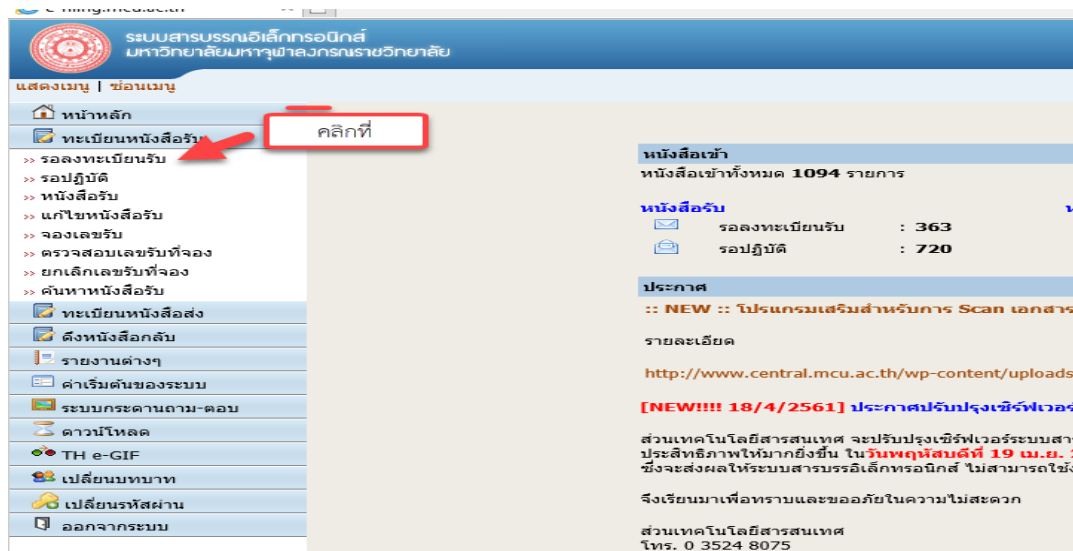 ระบบสารบรรณอิเล็กทรอนิกส์
มหาวิทยาลัยมหาจุฬาลงกรณราชวิทยาลัย
แสดงเมนู | ซ่อนเมนู
หน้าหลัก
ทะเบียนหนังสือรับ
คลิกที่
>> รอลงทะเบียนรับ
>> รอปฏิบัติ
>> หนังสือรับ
>> แก้ไขหนังสือรับ
>> จองเลขรับ
>> ตรวจสอบเลขรับที่จอง
>> ยกเลิกเลขรับที่จอง
>> ค้นหาหนังสือรับ
ทะเบียนหนังสือส่ง
ดึงหนังสือกลับ
รายงานต่างๆ
ค่าเริ่มต้นของระบบ
ระบบกระดานถาม-ตอบ
ดาวน์โหลด
TH e-GIF
เปลี่ยนบทบาท
เปลี่ยนรหัสผ่าน
ออกจากระบบ
หนังสือเข้า
หนังสือเข้าทั้งหมด 1094 รายการ
หนังสือรับ
รอลงทะเบียนรับ : 363
รอปฏิบัติ : 720
ประกาศ
:: NEW :: โปรแกรมเสริมสำหรับการ Scan เอกสาร
รายละเอียด
http://www.central.mcu.ac.th/wp-content/uploads
[NEW!!!! 18/4/2561] ประกาศปรับปรุงเซิร์ฟเวอร์
ส่วนเทคโนโลยีสารสนเทศ จะปรับปรุงเซิร์ฟเวอร์ระบบสาร
ประสิทธิภาพให้มากยิ่งขึ้น ในวันพฤหัสบดีที่ 19 เม.ย.
ซึ่งจะส่งผลให้ระบบสารบรรอิเล็กทรอนิกส์ ไม่สามารถใช้
จึงเรียนมาเพื่อทราบและขออภัยในความไม่สะดวก
ส่วนเทคโนโลยีสารสนเทศ
โทร. 0 3524 8075